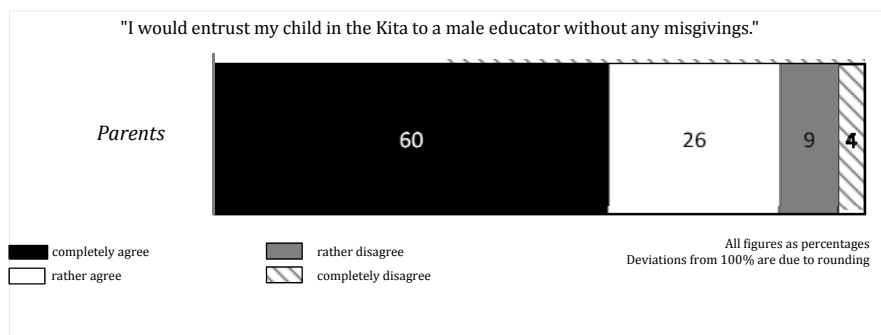 "I would entrust my child in the Kita to a male educator without any misgivings."
Parents
60
26
9
4
completely agree
rather agree
rather disagree
completely disagree
All figures as percentages
Deviations from 100% are due to rounding